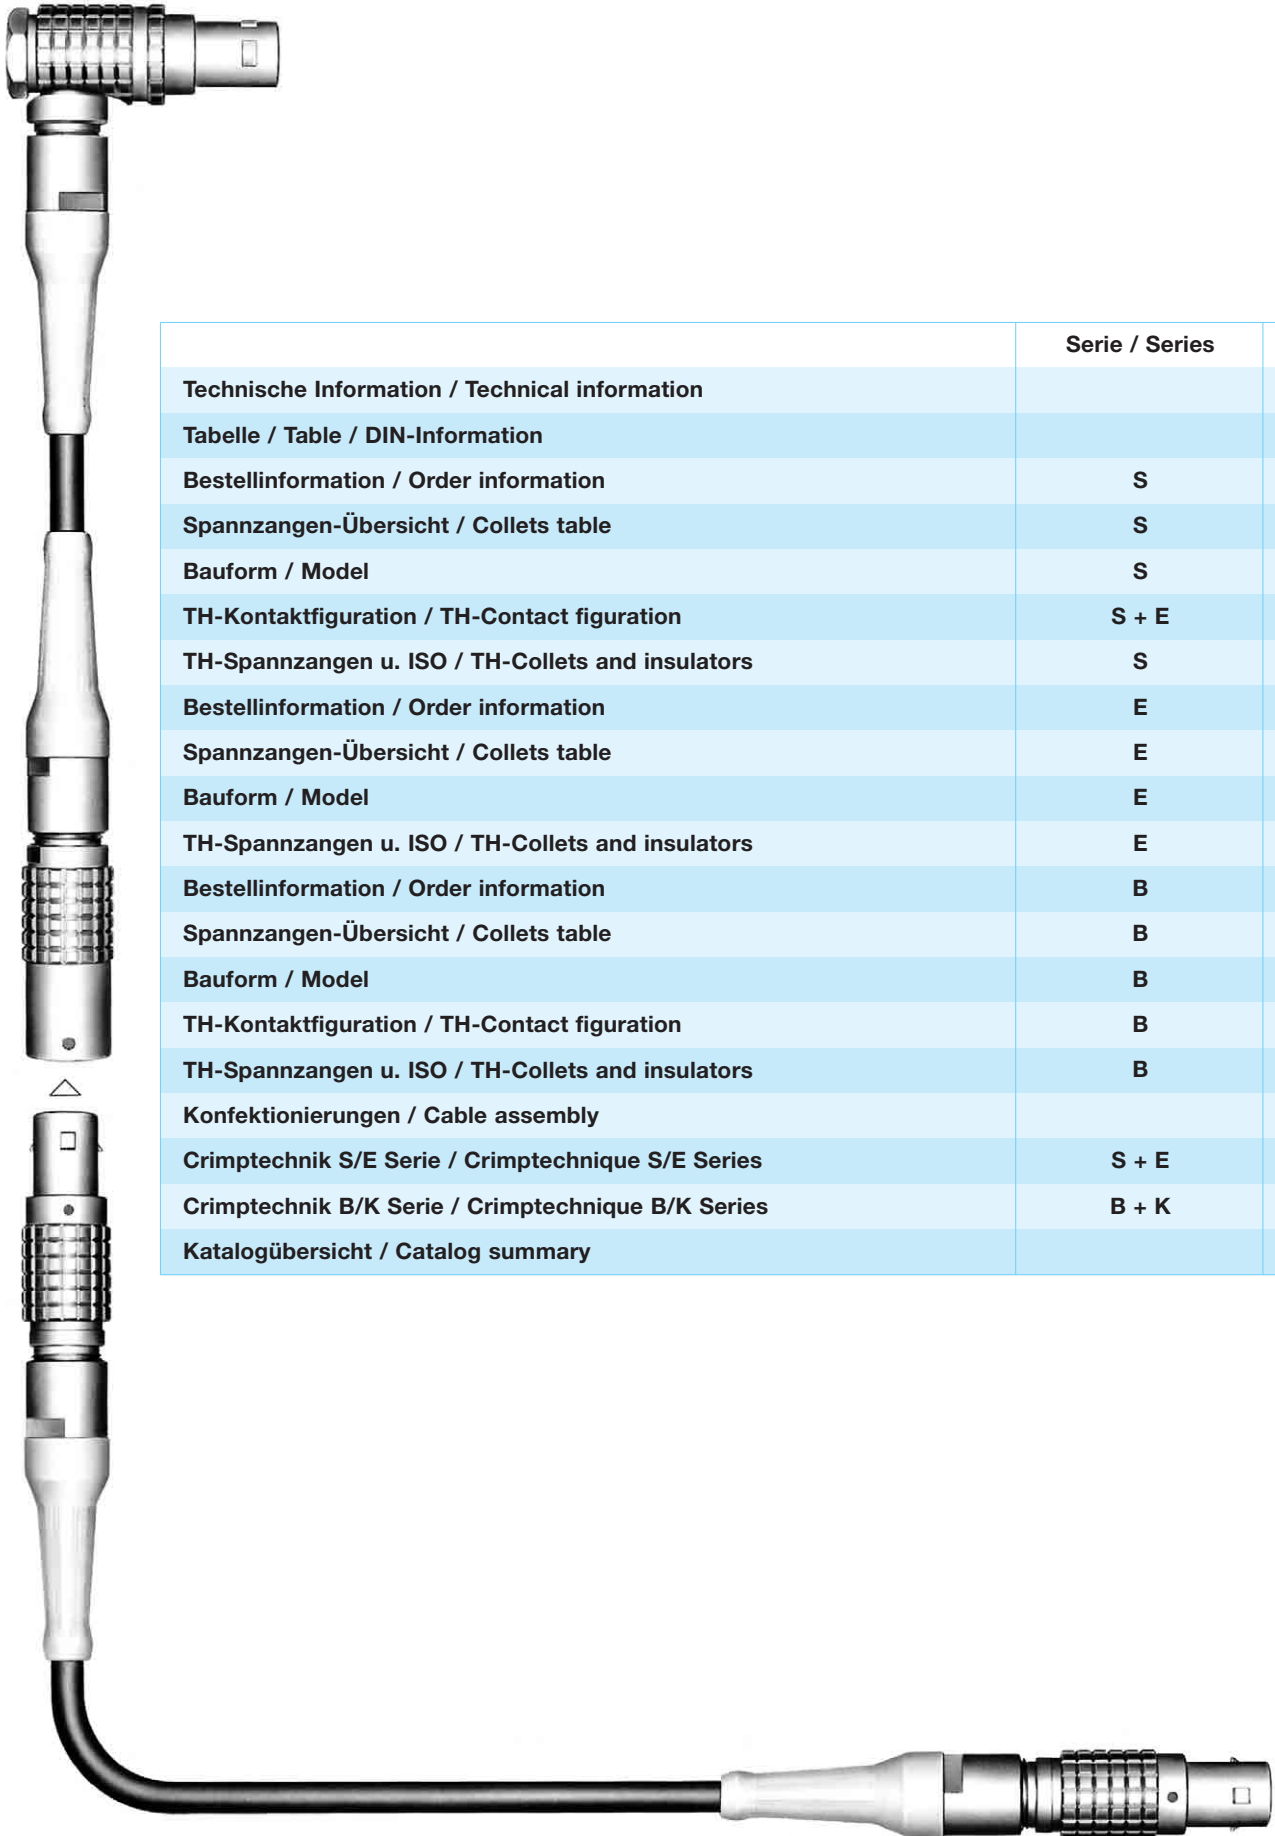 Serie / Series
Technische Information / Technical information
Tabelle / Table / DIN-Information
Bestellinformation / Order information S
Spannzangen-Übersicht / Collets table S
Bauform / Model S
TH-Kontaktfiguration / TH-Contact figuration S + E
TH-Spannzangen u. ISO / TH-Collets and insulators S
Bestellinformation / Order information E
Spannzangen-Übersicht / Collets table E
Bauform / Model E
TH-Spannzangen u. ISO / TH-Collets and insulators E
Bestellinformation / Order information B
Spannzangen-Übersicht / Collets table B
Bauform / Model B
TH-Kontaktfiguration / TH-Contact figuration B
TH-Spannzangen u. ISO / TH-Collets and insulators B
Konfektionierungen / Cable assembly
Crimptechnik S/E Serie / Crimptechnique S/E Series S + E
Crimptechnik B/K Serie / Crimptechnique B/K Series B + K
Katalogübersicht / Catalog summary